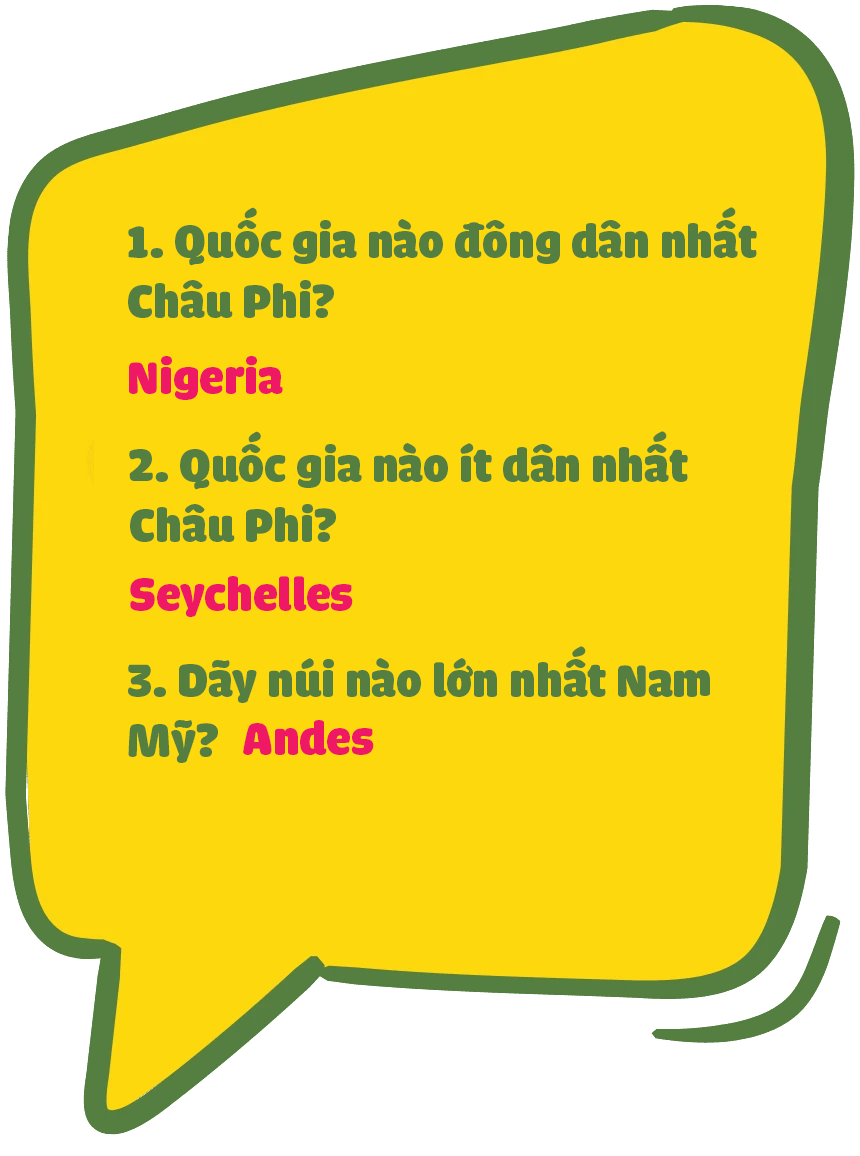 1. Quốc gia nào đông dân nhất
Châu Phi?
Nigeria
2. Quốc gia nào ít dân nhất
Châu Phi?
Seychelles
3. Dãy núi nào lớn nhất Nam
Mỹ? Andes